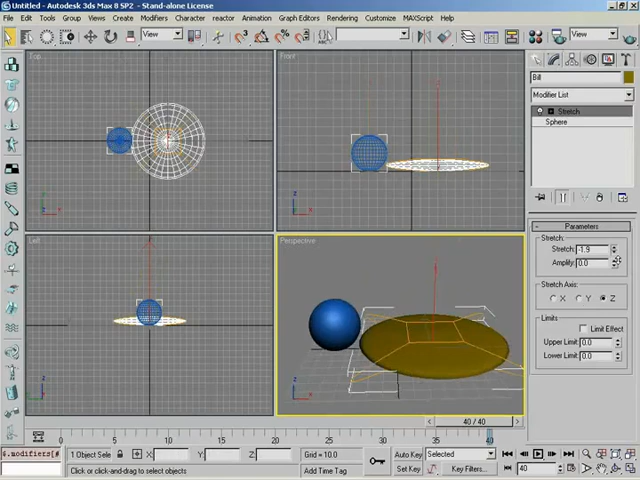 Untitled - Autodesk 3ds Max 8 SP2 - Stand-alone License
File Edit Tools Group Views Create Modifiers Character reactor Animation Graph Editors Rendering Customize MAXScript Help
View
View
Top
Front
Left
Perspective
Bill
Modifier List
Stretch
Sphere
Parameters
Stretch:
Stretch: -1.9
Amplify: 0.0
Stretch Axis:
X Y Z
Limits
Limit Effect
Upper Limit: 0.0
Lower Limit: 0.0
40 / 40
0 5 10 15 20 25 30 35 40
1 Object Selected X: Y: Z: Grid = 10.0 Auto Key Selected
Click or click-and-drag to select objects Add Time Tag Set Key Key Filters... 40